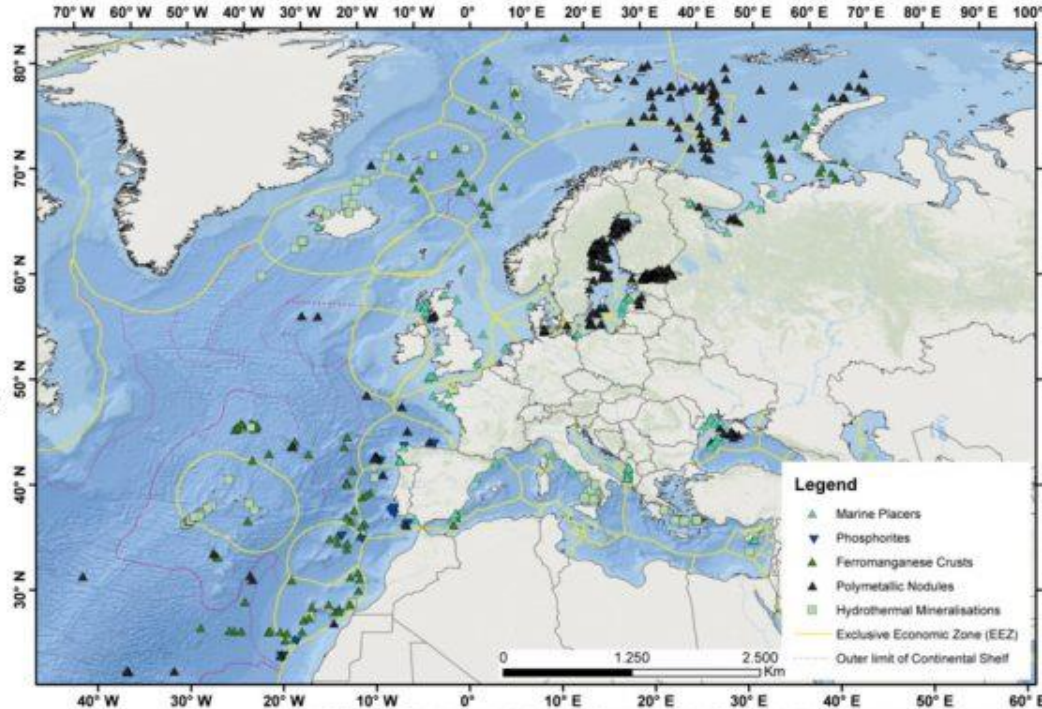 70° W 60° W 50° W 40° W 30° W 20° W 10° W 0° 10° E 20° E 30° E 40° E 50° E 60° E 70° E 80° E 90° E 100° E
80° N
70° N
60° N
50° N
40° N
30° N
Legend
Marine Placers
Phosphorites
Ferromanganese Crusts
Polymetallic Nodules
Hydrothermal Mineralisations
Exclusive Economic Zone (EEZ)
Outer limit of Continental Shelf
0 1.250 2.500
Km
40° W 30° W 20° W 10° W 0° 10° E 20° E 30° E 40° E 50° E 60° E